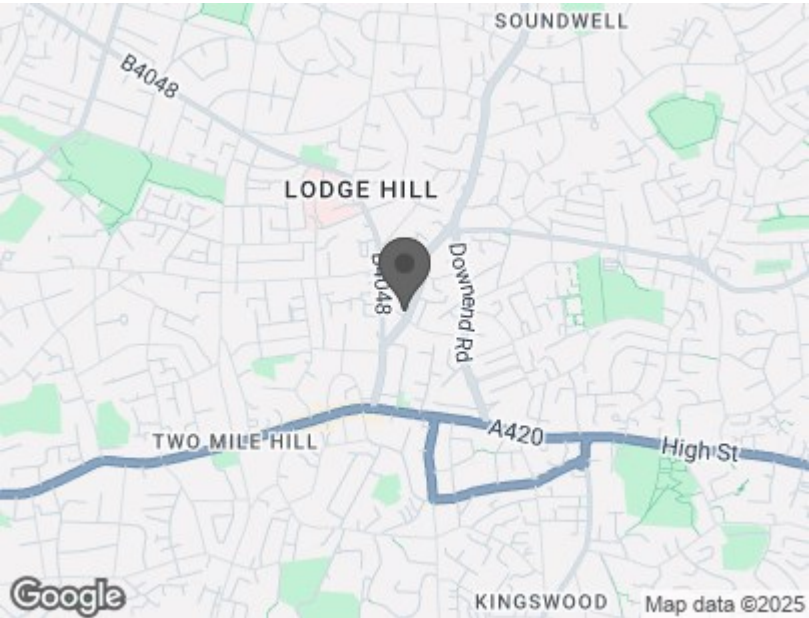 SOUNDWELL
B4048
LODGE HILL
B4048
Downend Rd
TWO MILE HILL
A420
High St
KINGSWOOD
Google
Map data ©2025